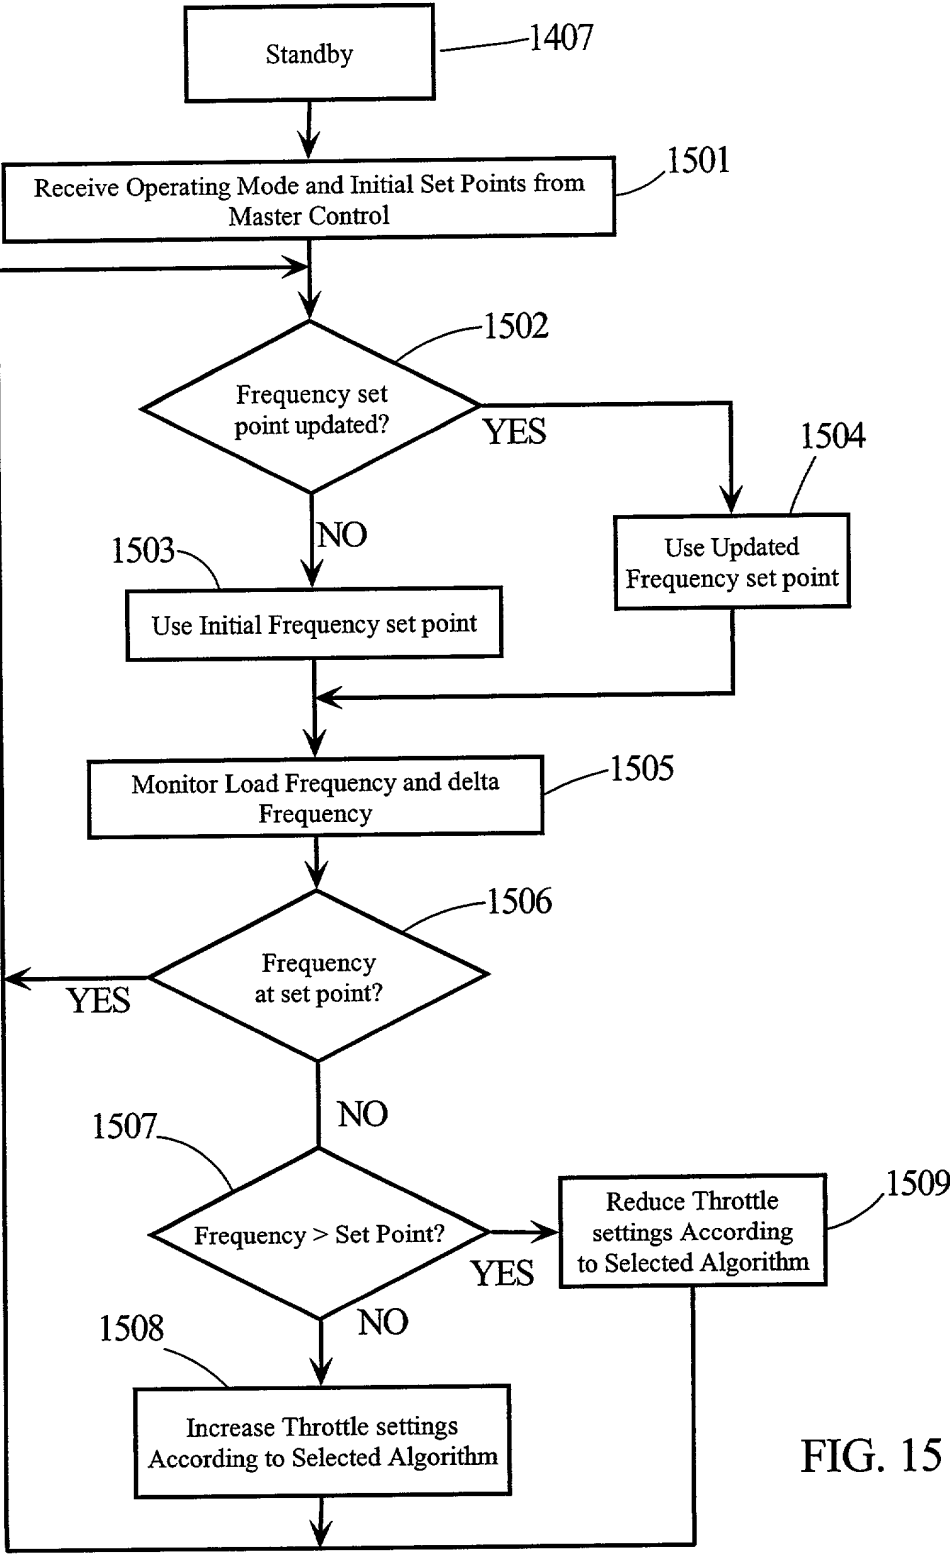 Standby
1407
Receive Operating Mode and Initial Set Points from
Master Control
1501
1502
Frequency set
point updated?
YES
1504
NO
1503
Use Updated
Frequency set point
Use Initial Frequency set point
1505
Monitor Load Frequency and delta
Frequency
1506
Frequency
at set point?
YES
NO
1507
1509
Reduce Throttle
settings According
to Selected Algorithm
Frequency > Set Point?
YES
NO
1508
Increase Throttle settings
According to Selected Algorithm
FIG. 15